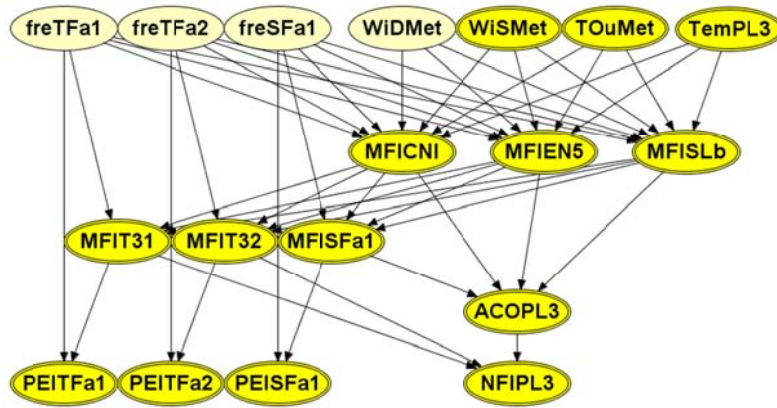 freTFa1 freTFa2 freSFa1 WiDMet WiSMet TOuMet TemPL3
MFICNI MFIEN5 MFISLb
MFIT31 MFIT32 MFISFa1
ACOPL3
PEITFa1 PEITFa2 PEISFa1 NFIPL3